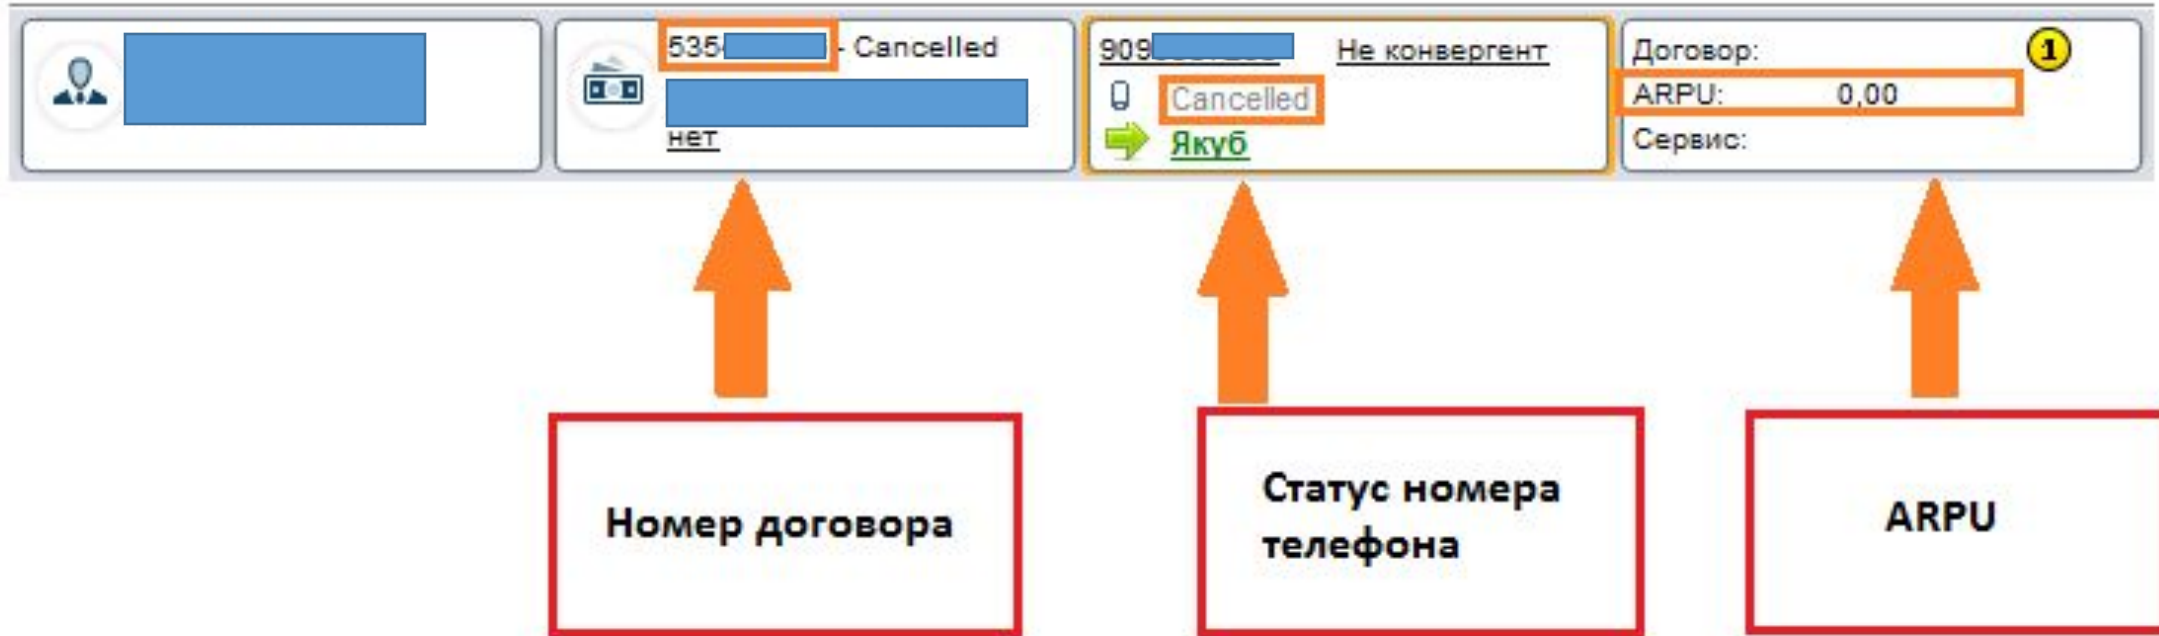 535 - Cancelled
нет
909 Не конвергент
Cancelled
Якуб
Договор: 1
ARPU: 0,00
Сервис:
Номер договора
Статус номера
телефона
ARPU